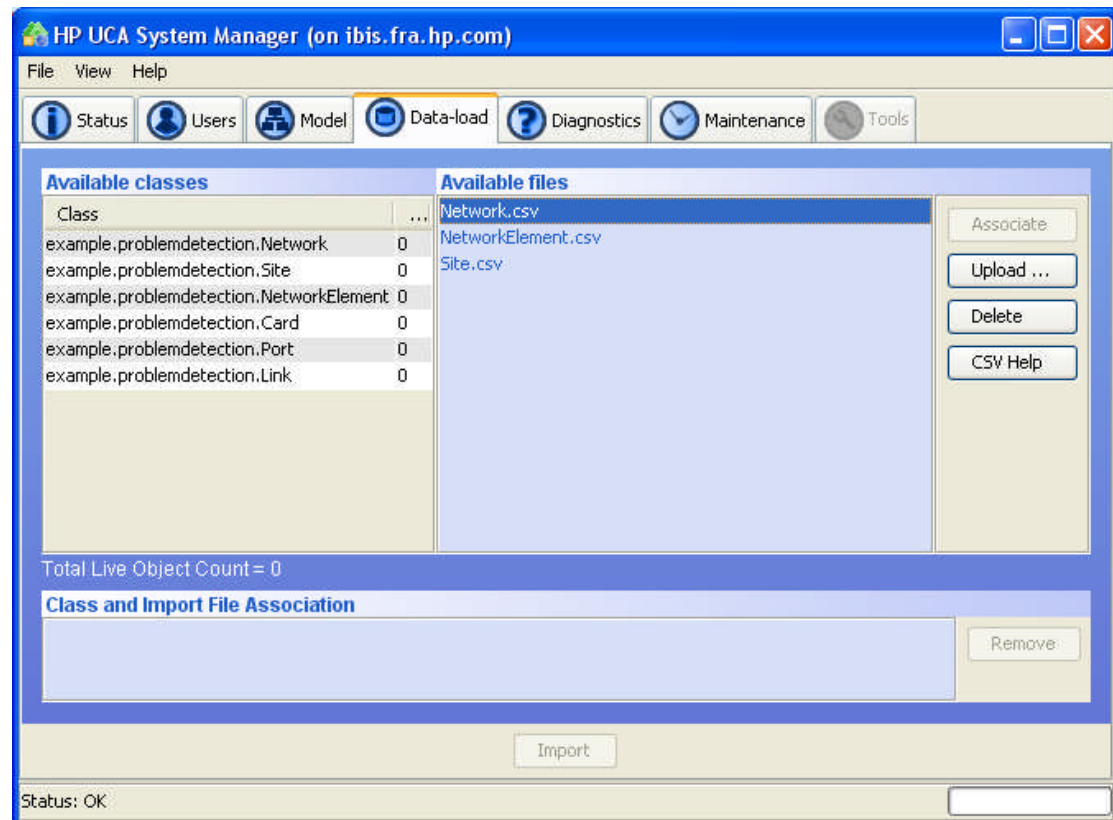 HP UCA System Manager (on ibis.fra.hp.com)
File View Help
Status Users Model Data-load Diagnostics Maintenance Tools
Available classes
Class ...
example.problemdetection.Network 0
example.problemdetection.Site 0
example.problemdetection.NetworkElement 0
example.problemdetection.Card 0
example.problemdetection.Port 0
example.problemdetection.Link 0
Available files
Network.csv
NetworkElement.csv
Site.csv
Associate
Upload ...
Delete
CSV Help
Total Live Object Count = 0
Class and Import File Association
Remove
Import
Status: OK